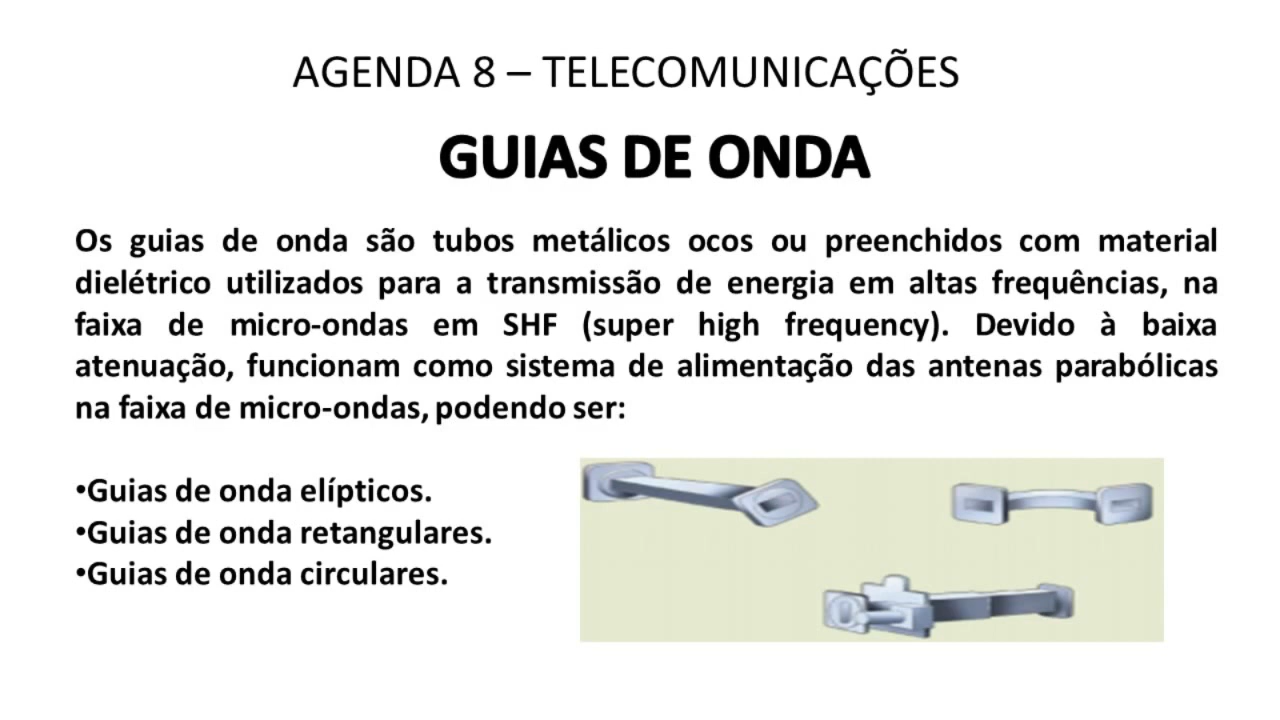 AGENDA 8 – TELECOMUNICAÇÕES
GUIAS DE ONDA
Os guias de onda são tubos metálicos ocos ou preenchidos com material
dielétrico utilizados para a transmissão de energia em altas frequências, na
faixa de micro-ondas em SHF (super high frequency). Devido à baixa
atenuação, funcionam como sistema de alimentação das antenas parabólicas
na faixa de micro-ondas, podendo ser:
•Guias de onda elípticos.
•Guias de onda retangulares.
•Guias de onda circulares.